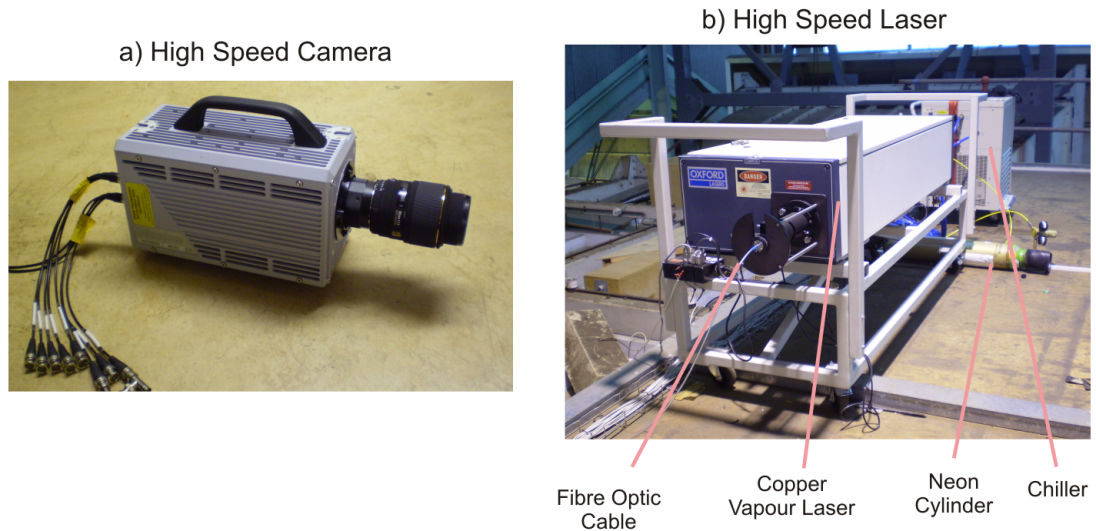 a) High Speed Camera
b) High Speed Laser
OXFORD
LASERS
DANGER
Fibre Optic
Cable
Copper
Vapour Laser
Neon
Cylinder
Chiller